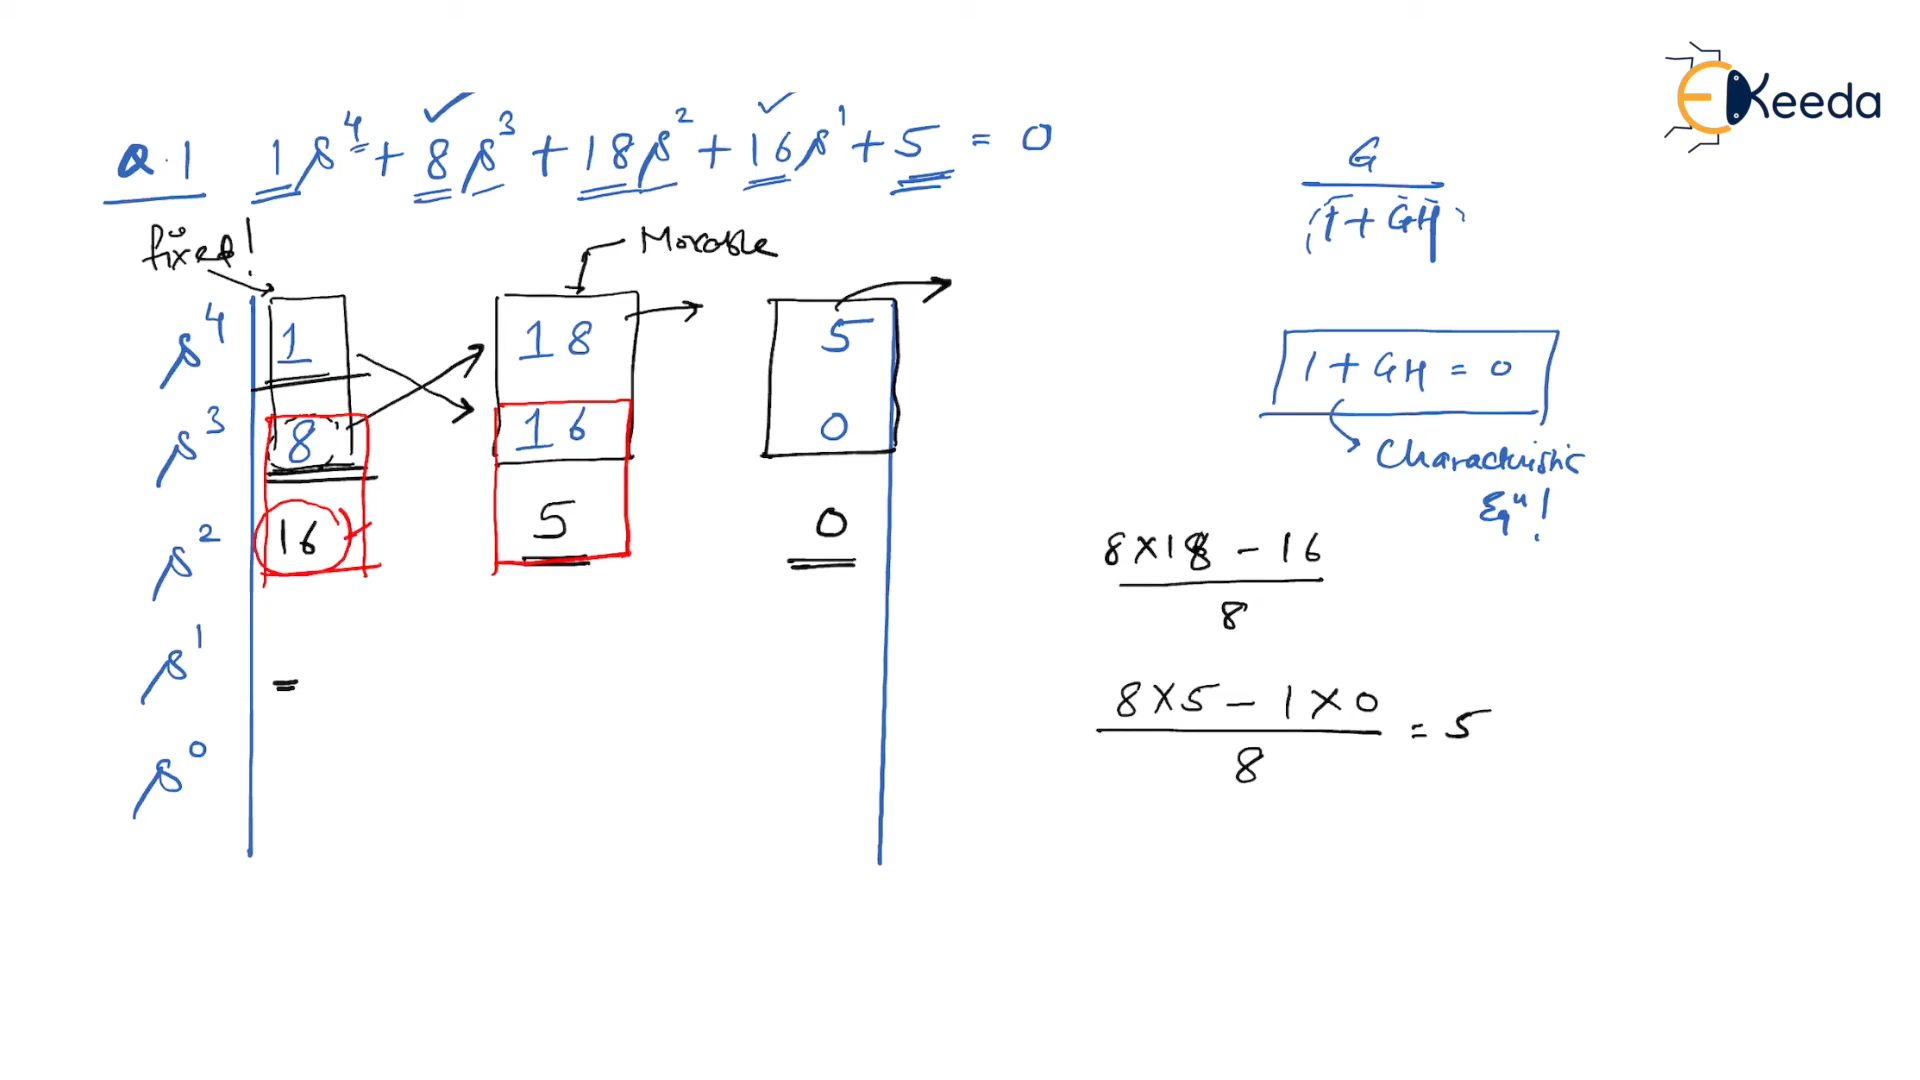 EKeeda
Q.1 1s⁴ + 8s³ + 18s² + 16s¹ + 5 = 0
G
1 + GH
fixed!
Movable
s⁴ 1 18 5
1 + GH = 0
s³ 8 16 0
Characteristic
Eqⁿ!
s² 16 5 0
8×18 - 16
8
s¹ =
8×5 - 1×0
8
= 5
s⁰